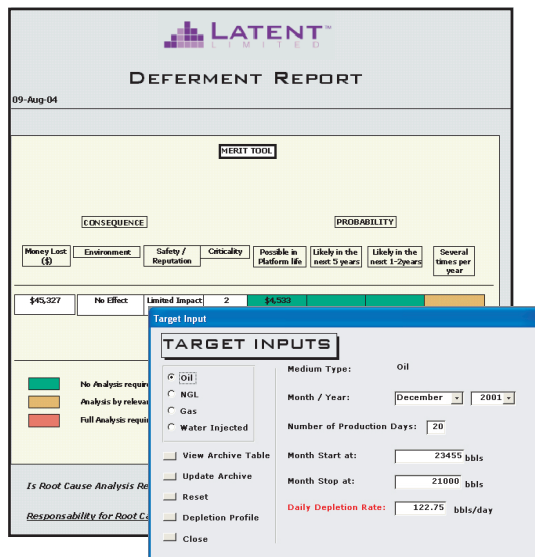 LATENT™
LIMITED
DEFERMENT REPORT
09-Aug-04
MERIT TOOL
CONSEQUENCE PROBABILITY
Money Lost ($) Environment Safety / Reputation Criticality Possible in Platform life Likely in the next 5 years Likely in the next 1-2years Several times per year
$45,327 No Effect Limited Impact 2 $4,533
No Analysis requir
Analysis by releva
Full Analysis requi
Is Root Cause Analysis Re
Responsability for Root C
Target Input
TARGET INPUTS
Oil
NGL
Gas
Water Injected
View Archive Table
Update Archive
Reset
Depletion Profile
Close
Medium Type: Oil
Month / Year: December 2001
Number of Production Days: 20
Month Start at: 23455 bbls
Month Stop at: 21000 bbls
Daily Depletion Rate: 122.75 bbls/day